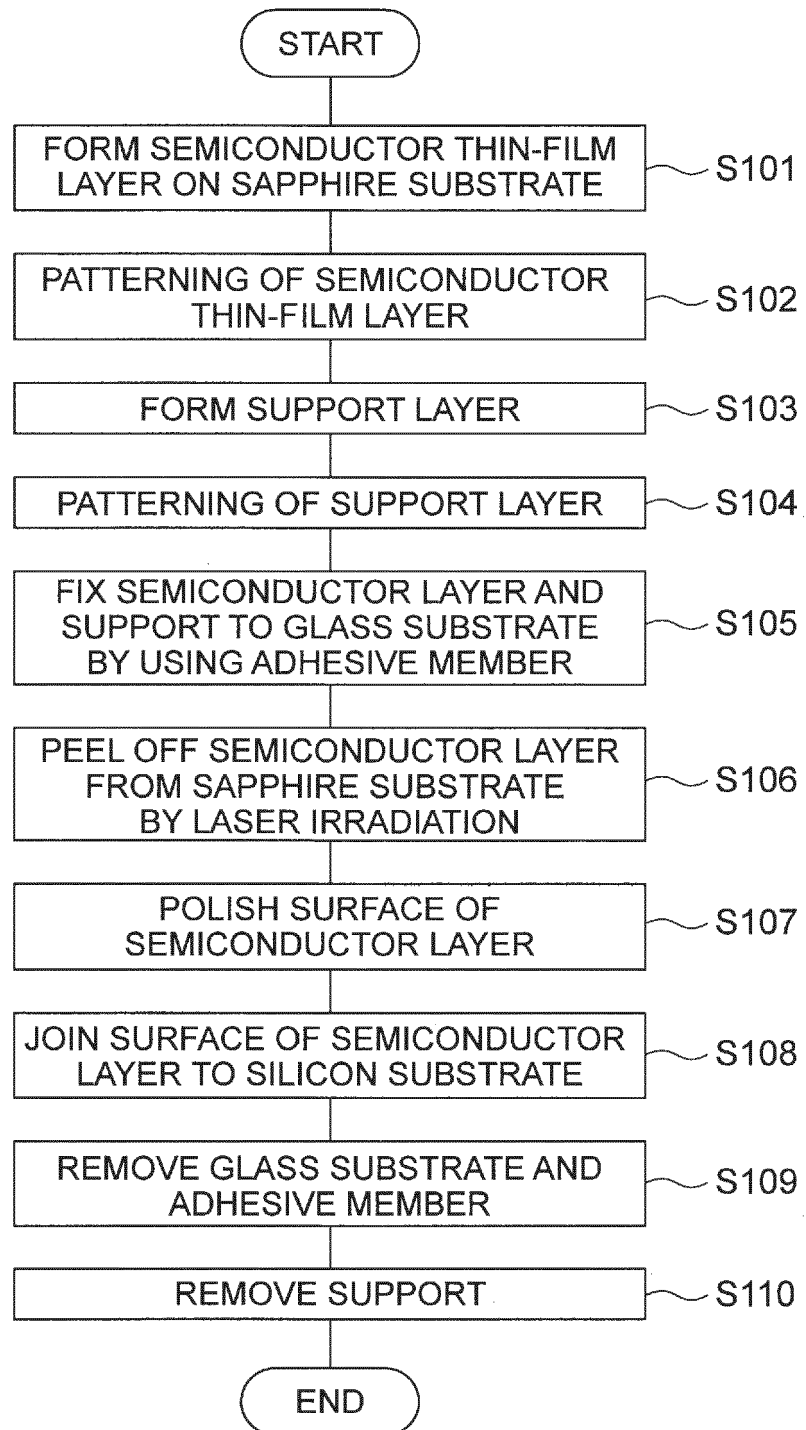 START
FORM SEMICONDUCTOR THIN-FILM
LAYER ON SAPPHIRE SUBSTRATE
S101
PATTERNING OF SEMICONDUCTOR
THIN-FILM LAYER
S102
FORM SUPPORT LAYER
S103
PATTERNING OF SUPPORT LAYER
S104
FIX SEMICONDUCTOR LAYER AND
SUPPORT TO GLASS SUBSTRATE
BY USING ADHESIVE MEMBER
S105
PEEL OFF SEMICONDUCTOR LAYER
FROM SAPPHIRE SUBSTRATE
BY LASER IRRADIATION
S106
POLISH SURFACE OF
SEMICONDUCTOR LAYER
S107
JOIN SURFACE OF SEMICONDUCTOR
LAYER TO SILICON SUBSTRATE
S108
REMOVE GLASS SUBSTRATE AND
ADHESIVE MEMBER
S109
REMOVE SUPPORT
S110
END